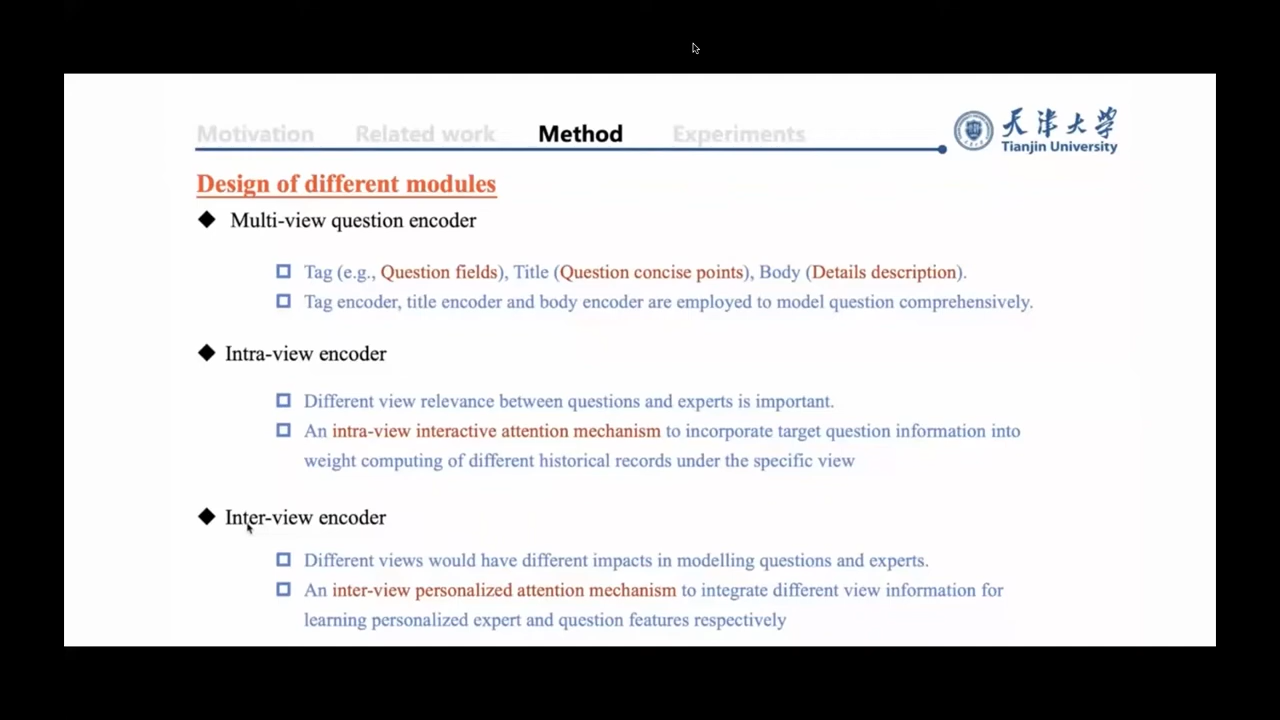 Motivation Related work Method Experiments
天津大学
Tianjin University
Design of different modules
Multi-view question encoder
Tag (e.g., Question fields), Title (Question concise points), Body (Details description).
Tag encoder, title encoder and body encoder are employed to model question comprehensively.
Intra-view encoder
Different view relevance between questions and experts is important.
An intra-view interactive attention mechanism to incorporate target question information into
weight computing of different historical records under the specific view
Inter-view encoder
Different views would have different impacts in modelling questions and experts.
An inter-view personalized attention mechanism to integrate different view information for
learning personalized expert and question features respectively